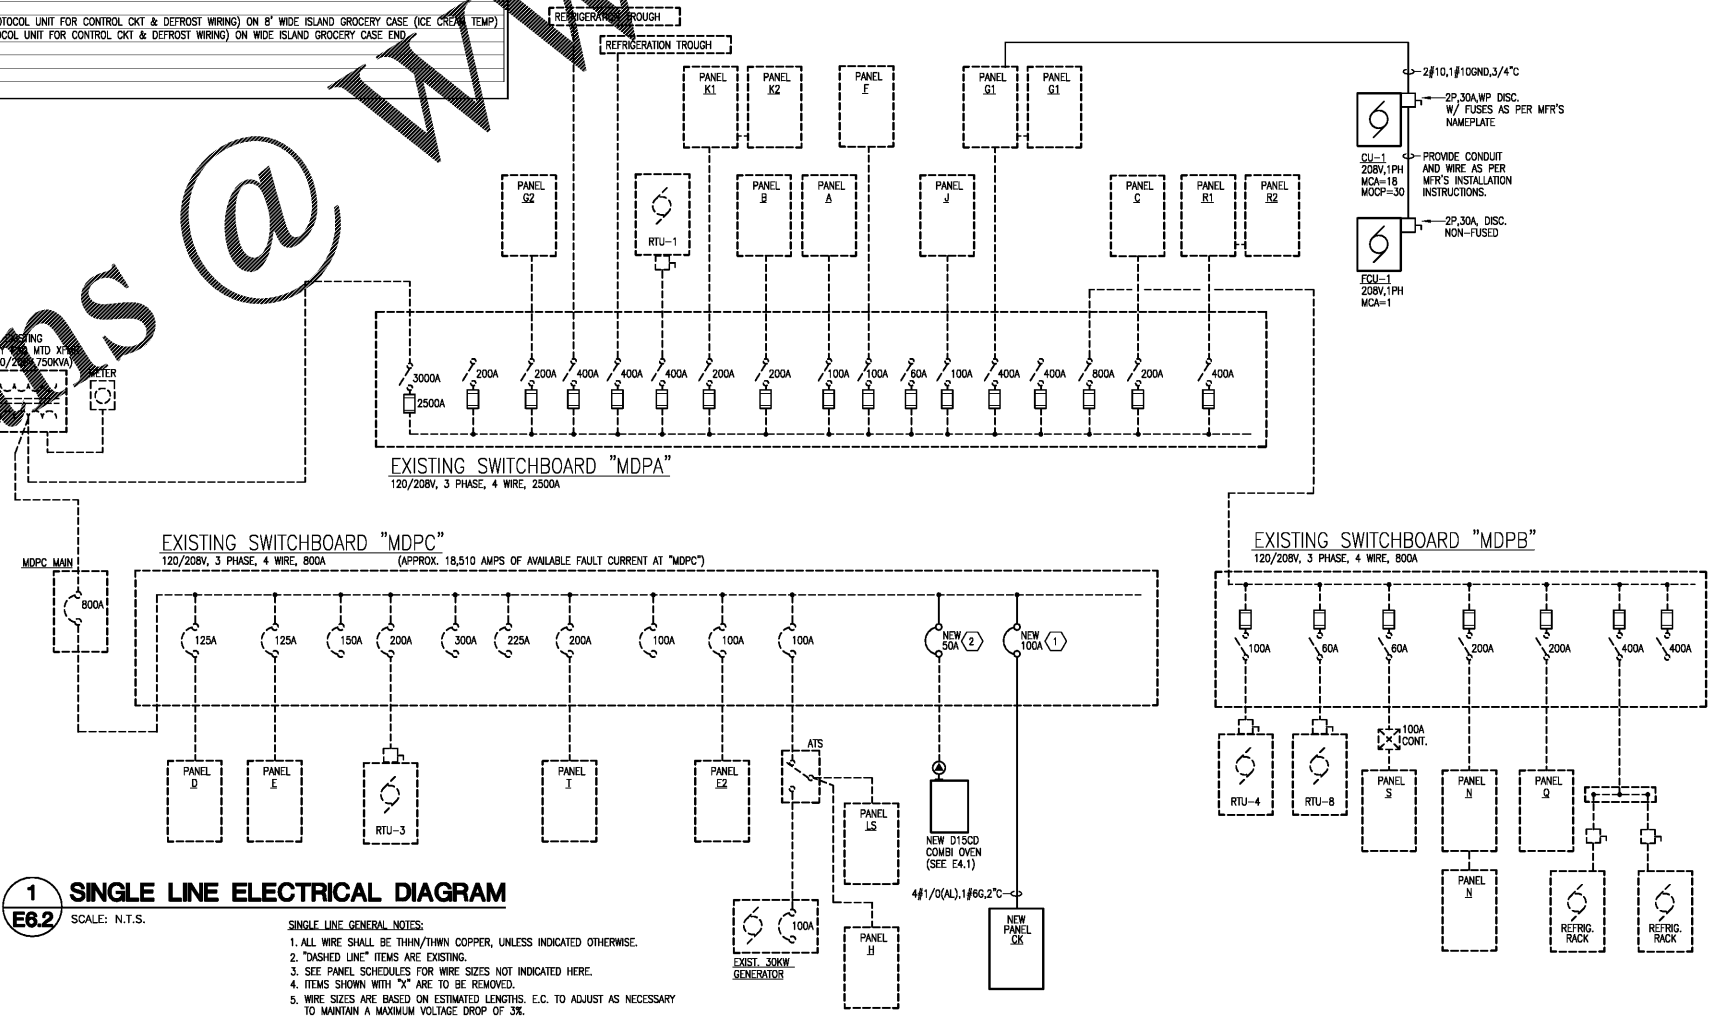 OTOCOL UNIT FOR CONTROL CKT & DEFROST WIRING) ON 8' WIDE ISLAND GROCERY CASE (ICE CREAM TEMP)
OCOL UNIT FOR CONTROL CKT & DEFROST WIRING) ON WIDE ISLAND GROCERY CASE END
ns @ WW
REFRIGERATION TROUGH
REFRIGERATION TROUGH
PANEL
K1
PANEL
K2
PANEL
F
PANEL
G1
PANEL
G1
2#10,1#10GND,3/4"C
2P,30A,WP DISC.
W/ FUSES AS PER MFR'S
NAMEPLATE
CU-1
208V,1PH
MCA=18
MOCP=30
PROVIDE CONDUIT
AND WIRE AS PER
MFR'S INSTALLATION
INSTRUCTIONS.
2P,30A, DISC.
NON-FUSED
FCU-1
208V,1PH
MCA=1
PANEL
G2
RTU-1
PANEL
B
PANEL
A
PANEL
J
PANEL
C
PANEL
R1
PANEL
R2
MTD
750KVA)
METER
3000A
2500A
200A
200A
400A
400A
400A
200A
200A
100A
100A
60A
100A
400A
400A
800A
200A
400A
EXISTING SWITCHBOARD "MDPA"
120/208V, 3 PHASE, 4 WIRE, 2500A
EXISTING SWITCHBOARD "MDPC"
120/208V, 3 PHASE, 4 WIRE, 800A (APPROX. 18,510 AMPS OF AVAILABLE FAULT CURRENT AT "MDPC")
MDPC MAIN
800A
125A
125A
150A
200A
300A
225A
200A
100A
100A
100A
NEW
50A
2
NEW
100A
1
EXISTING SWITCHBOARD "MDPB"
120/208V, 3 PHASE, 4 WIRE, 800A
100A
60A
60A
200A
200A
400A
400A
PANEL
D
PANEL
E
RTU-3
PANEL
T
PANEL
E2
ATS
PANEL
LS
PANEL
H
100A
EXIST. 30KW
GENERATOR
NEW D15CD
COMBI OVEN
(SEE E4.1)
4#1/0(AL),1#6G,2"C
NEW
PANEL
CK
RTU-4
RTU-8
100A
CONT.
PANEL
S
PANEL
N
PANEL
N
PANEL
Q
REFRIG.
RACK
REFRIG.
RACK
1
E6.2
SINGLE LINE ELECTRICAL DIAGRAM
SCALE: N.T.S.
SINGLE LINE GENERAL NOTES:
1. ALL WIRE SHALL BE THHN/THWN COPPER, UNLESS INDICATED OTHERWISE.
2. "DASHED LINE" ITEMS ARE EXISTING.
3. SEE PANEL SCHEDULES FOR WIRE SIZES NOT INDICATED HERE.
4. ITEMS SHOWN WITH "X" ARE TO BE REMOVED.
5. WIRE SIZES ARE BASED ON ESTIMATED LENGTHS. E.C. TO ADJUST AS NECESSARY
TO MAINTAIN A MAXIMUM VOLTAGE DROP OF 3%.